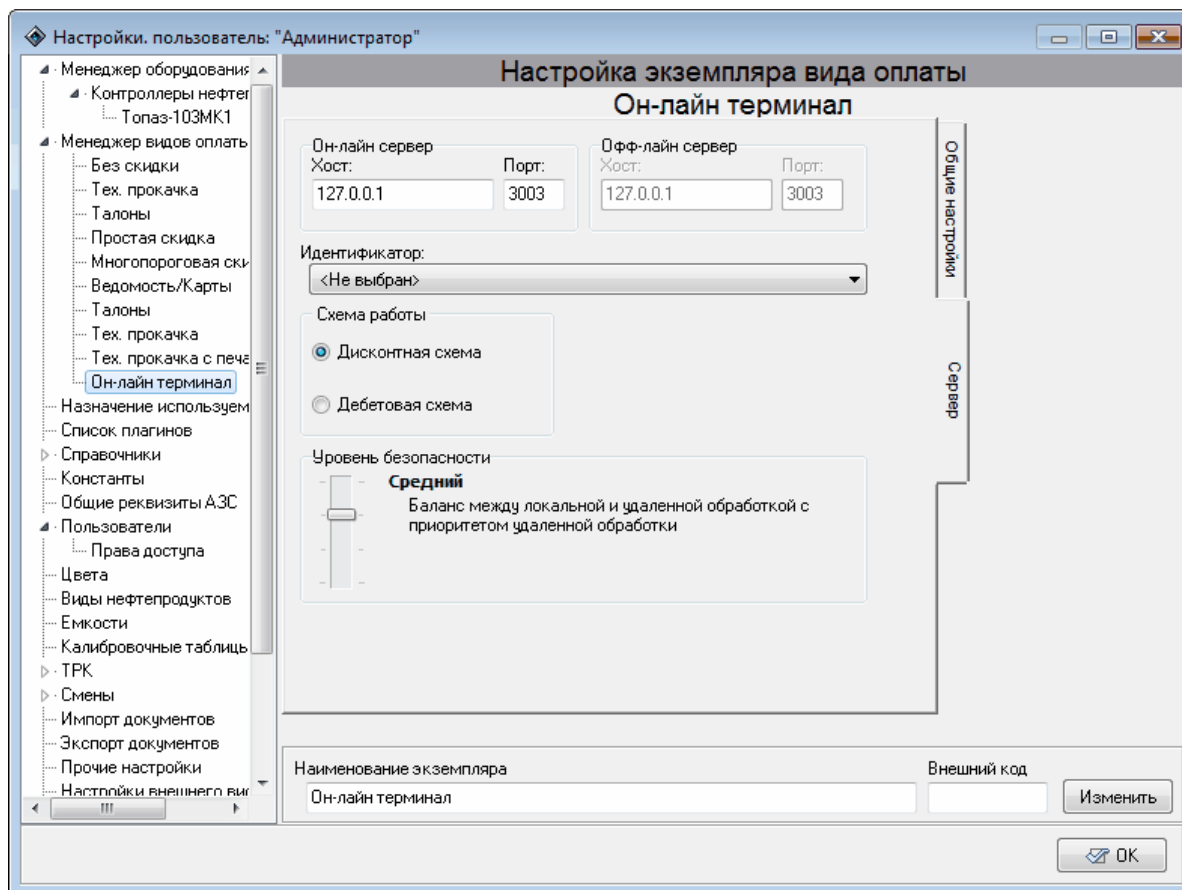 Настройки. пользователь: "Администратор"
Менеджер оборудования
Контроллеры нефтег
Топаз-103МК1
Менеджер видов оплать
Без скидки
Тех. прокачка
Талоны
Простая скидка
Многопороговая ски
Ведомость/Карты
Талоны
Тех. прокачка
Тех. прокачка с печа
Он-лайн терминал
Назначение используем
Список плагинов
Справочники
Константы
Общие реквизиты АЗС
Пользователи
Права доступа
Цвета
Виды нефтепродуктов
Емкости
Калибровочные таблиць
ТРК
Смены
Импорт документов
Экспорт документов
Прочие настройки
Настройки внешнего вид
Настройка экземпляра вида оплаты
Он-лайн терминал
Он-лайн сервер
Хост: Порт:
127.0.0.1 3003
Офф-лайн сервер
Хост: Порт:
127.0.0.1 3003
Идентификатор:
<Не выбран>
Схема работы
Дисконтная схема
Дебетовая схема
Уровень безопасности
Средний
Баланс между локальной и удаленной обработкой с
приоритетом удаленной обработки
Общие настройки
Сервер
Наименование экземпляра Внешний код
Он-лайн терминал Изменить
OK